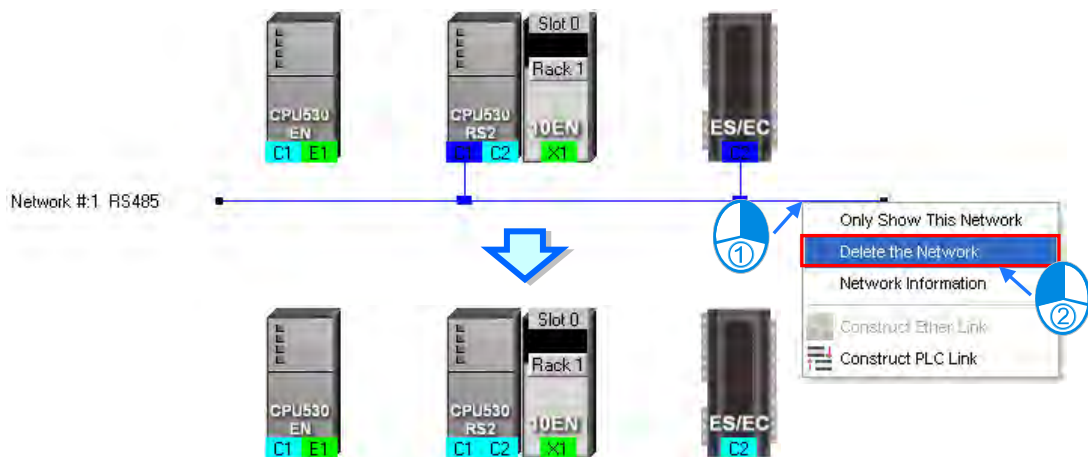 Slot 0
Rack 1
CPU530
EN
CPU530
RS2
10EN
ES/EC
C1 E1
C1 C2
X1
C2
Network #:1 RS485
①
Only Show This Network
Delete the Network
Network Information
②
Construct Ether Link
Construct PLC Link
Slot 0
Rack 1
CPU530
EN
CPU530
RS2
10EN
ES/EC
C1 E1
C1 C2
X1
C2